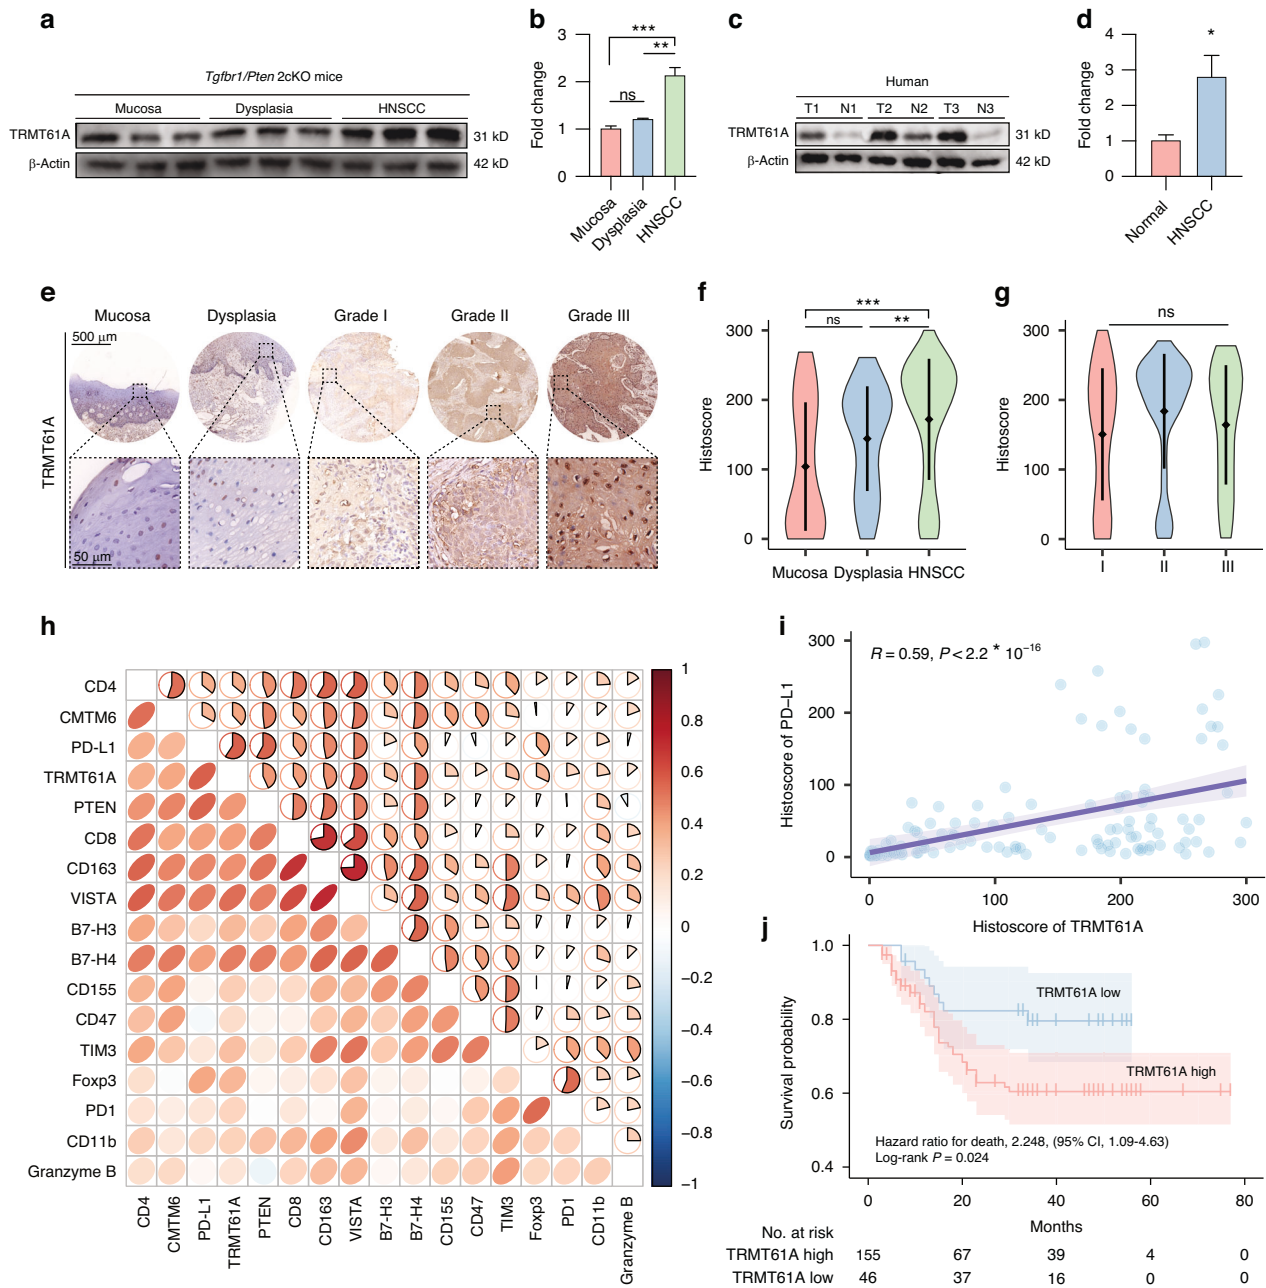 a
Tgfbr1/Pten 2cKO mice
Mucosa Dysplasia HNSCC
TRMT61A 31 kD
β-Actin 42 kD
b
Fold change
3
2
1
0
***
**
ns
Mucosa
Dysplasia
HNSCC
c
Human
T1 N1 T2 N2 T3 N3
TRMT61A 31 kD
β-Actin 42 kD
d
Fold change
4
3
2
1
0
*
Normal
HNSCC
e
Mucosa Dysplasia Grade I Grade II Grade III
500 μm
TRMT61A
50 μm
f
Histoscore
300
200
100
0
***
ns **
Mucosa Dysplasia HNSCC
g
Histoscore
300
200
100
0
ns
I II III
h
CD4
CMTM6
PD-L1
TRMT61A
PTEN
CD8
CD163
VISTA
B7-H3
B7-H4
CD155
CD47
TIM3
Foxp3
PD1
CD11b
Granzyme B
CD4 CMTM6 PD-L1 TRMT61A PTEN CD8 CD163 VISTA B7-H3 B7-H4 CD155 CD47 TIM3 Foxp3 PD1 CD11b Granzyme B
1
0.8
0.6
0.4
0.2
0
−0.2
−0.4
−0.6
−0.8
−1
i
Histoscore of PD–L1
300
200
100
0
R = 0.59, P < 2.2 * 10−16
0 100 200 300
Histoscore of TRMT61A
j
Survival probability
1.0
0.8
0.6
0.4
TRMT61A low
TRMT61A high
Hazard ratio for death, 2.248, (95% CI, 1.09-4.63)
Log-rank P = 0.024
0 20 40 60 80
Months
No. at risk
TRMT61A high 155 67 39 4 0
TRMT61A low 46 37 16 0 0